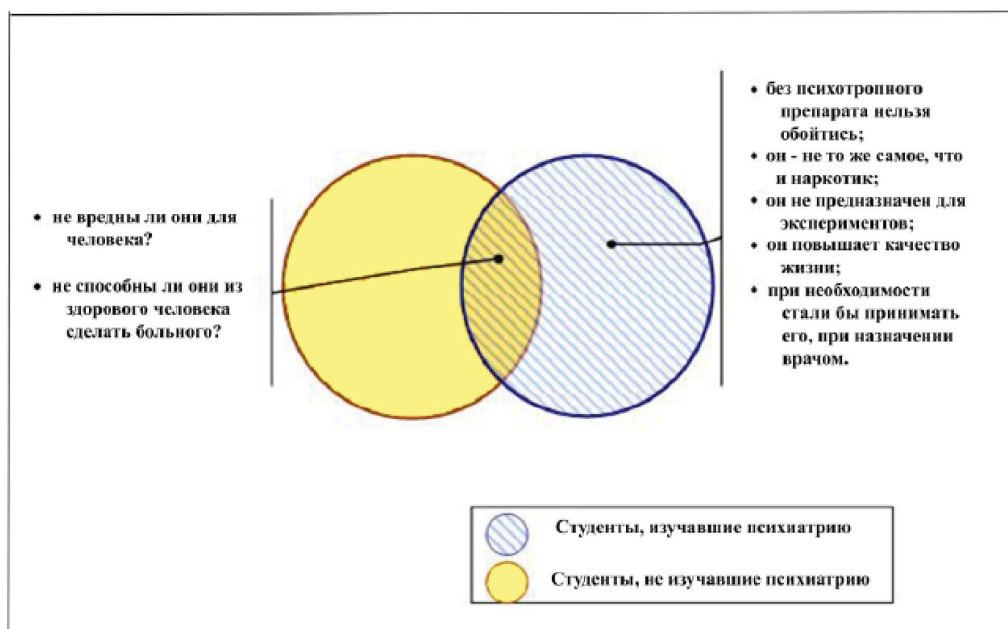 • не вредны ли они для
человека?
• не способны ли они из
здорового человека
сделать больного?
• без психотропного
препарата нельзя
обойтись;
• он - не то же самое, что
и наркотик;
• он не предназначен для
экспериментов;
• он повышает качество
жизни;
• при необходимости
стали бы принимать
его, при назначении
врачом.
Студенты, изучавшие психиатрию
Студенты, не изучавшие психиатрию